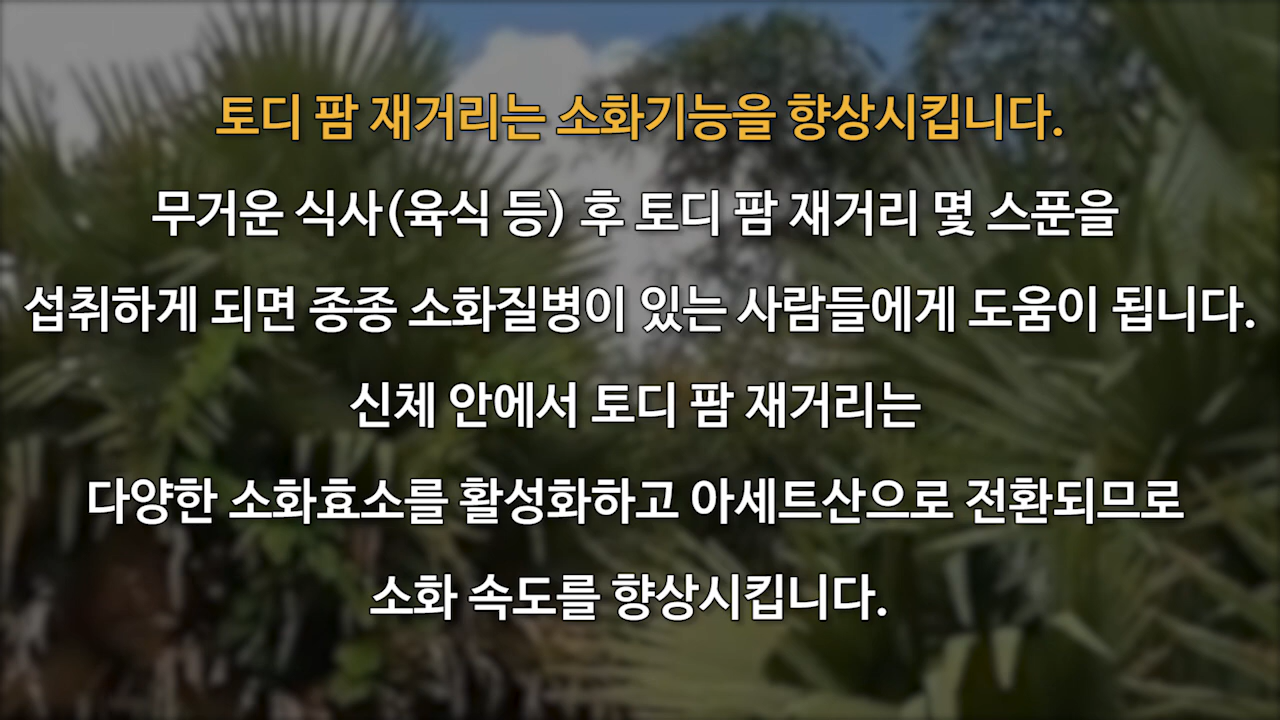 토디 팜 재거리는 소화기능을 향상시킵니다.
무거운 식사(육식 등) 후 토디 팜 재거리 몇 스푼을
섭취하게 되면 종종 소화질병이 있는 사람들에게 도움이 됩니다.
신체 안에서 토디 팜 재거리는
다양한 소화효소를 활성화하고 아세트산으로 전환되므로
소화 속도를 향상시킵니다.